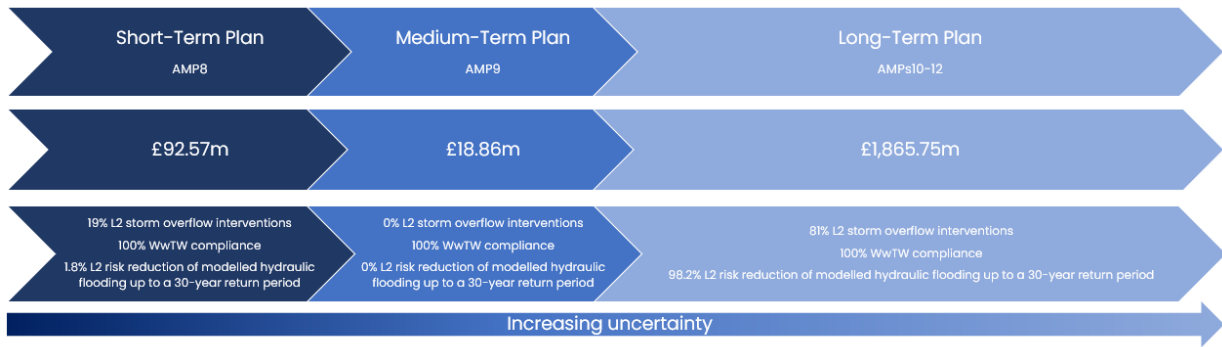 Short-Term Plan
AMP8
Medium-Term Plan
AMP9
Long-Term Plan
AMPs10-12
£92.57m
£18.86m
£1,865.75m
19% L2 storm overflow interventions
100% WwTW compliance
1.8% L2 risk reduction of modelled hydraulic
flooding up to a 30-year return period
0% L2 storm overflow interventions
100% WwTW compliance
0% L2 risk reduction of modelled hydraulic
flooding up to a 30-year return period
81% L2 storm overflow interventions
100% WwTW compliance
98.2% L2 risk reduction of modelled hydraulic flooding up to a 30-year return period
Increasing uncertainty